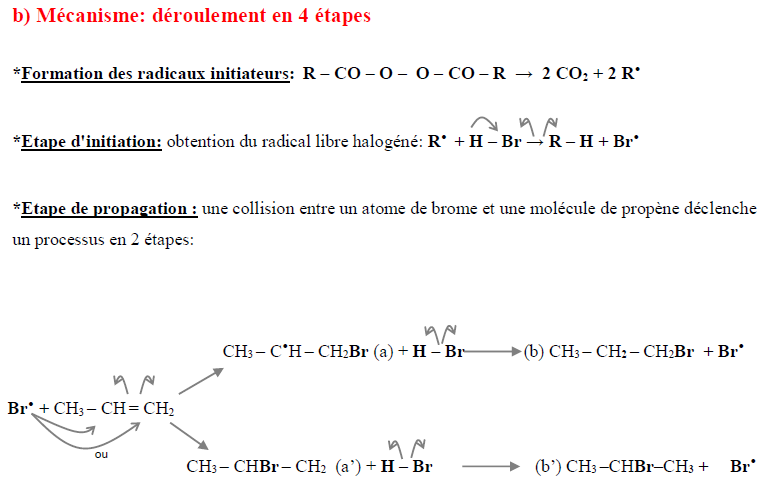 b) Mécanisme: déroulement en 4 étapes
*Formation des radicaux initiateurs: R – CO – O – O – CO – R → 2 CO₂ + 2 R•
*Etape d'initiation: obtention du radical libre halogéné: R• + H – Br → R – H + Br•
*Etape de propagation : une collision entre un atome de brome et une molécule de propène déclenche
un processus en 2 étapes:
CH₃ – C•H – CH₂Br (a) + H – Br → (b) CH₃ – CH₂ – CH₂Br + Br•
Br• + CH₃ – CH = CH₂
ou
CH₃ – CHBr – CH₂ (a’) + H – Br → (b’) CH₃ –CHBr–CH₃ + Br•